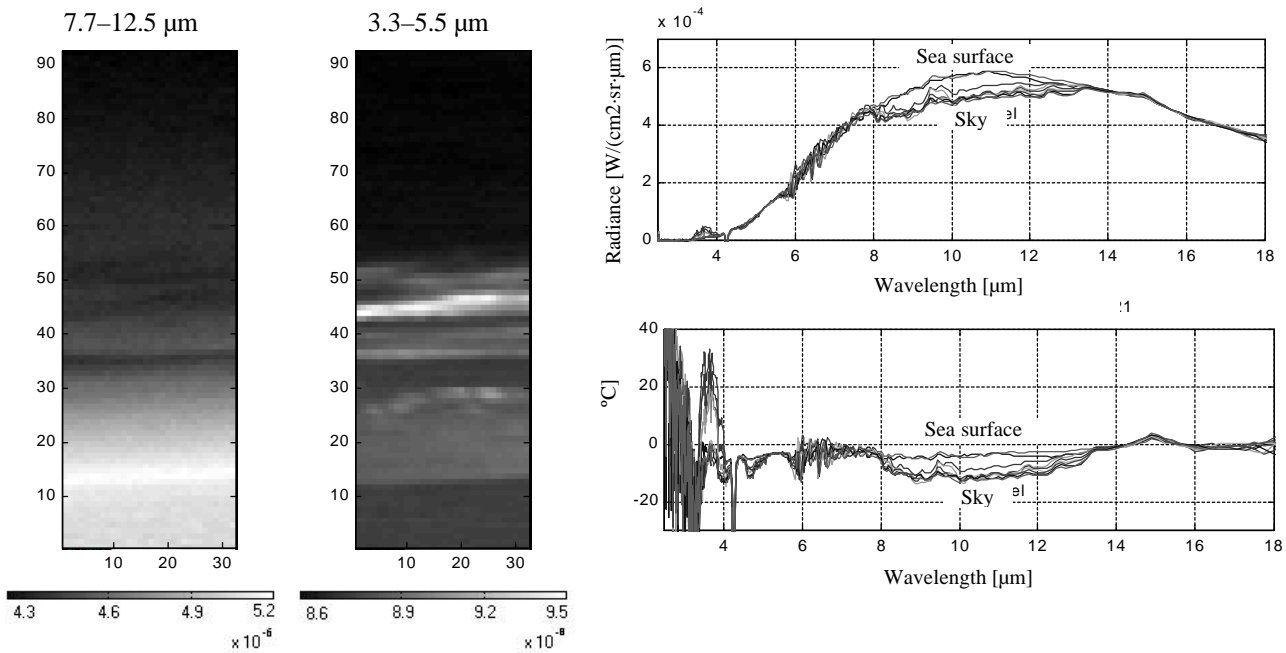 7.7–12.5 µm
90
80
70
60
50
40
30
20
10
10 20 30
4.3 4.6 4.9 5.2
x 10⁻⁶
3.3–5.5 µm
90
80
70
60
50
40
30
20
10
10 20 30
8.6 8.9 9.2 9.5
x 10⁻⁸
x 10⁻⁴
Radiance [W/(cm2·sr·µm)]
6
4
2
0
Sea surface
Sky el
4 6 8 10 12 14 16 18
Wavelength [µm]
21
ºC
40
20
0
-20
Sea surface
Sky el
4 6 8 10 12 14 16 18
Wavelength [µm]